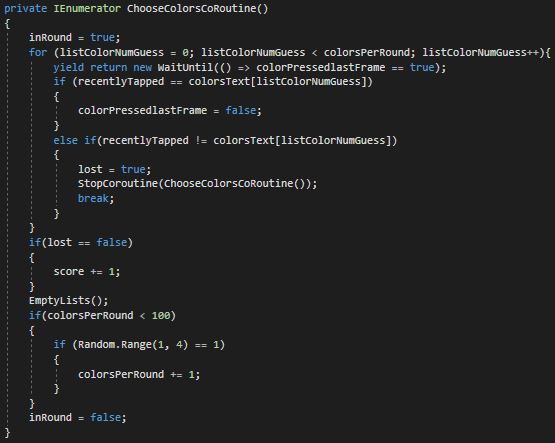 private IEnumerator ChooseColorsCoRoutine()
{
    inRound = true;
    for (listColorNumGuess = 0; listColorNumGuess < colorsPerRound; listColorNumGuess++){
        yield return new WaitUntil(() => colorPressedlastFrame == true);
        if (recentlyTapped == colorsText[listColorNumGuess])
        {
            colorPressedlastFrame = false;
        }
        else if(recentlyTapped != colorsText[listColorNumGuess])
        {
            lost = true;
            StopCoroutine(ChooseColorsCoRoutine());
            break;
        }
    }
    if(lost == false)
    {
        score += 1;
    }
    EmptyLists();
    if(colorsPerRound < 100)
    {
        if (Random.Range(1, 4) == 1)
        {
            colorsPerRound += 1;
        }
    }
    inRound = false;
}